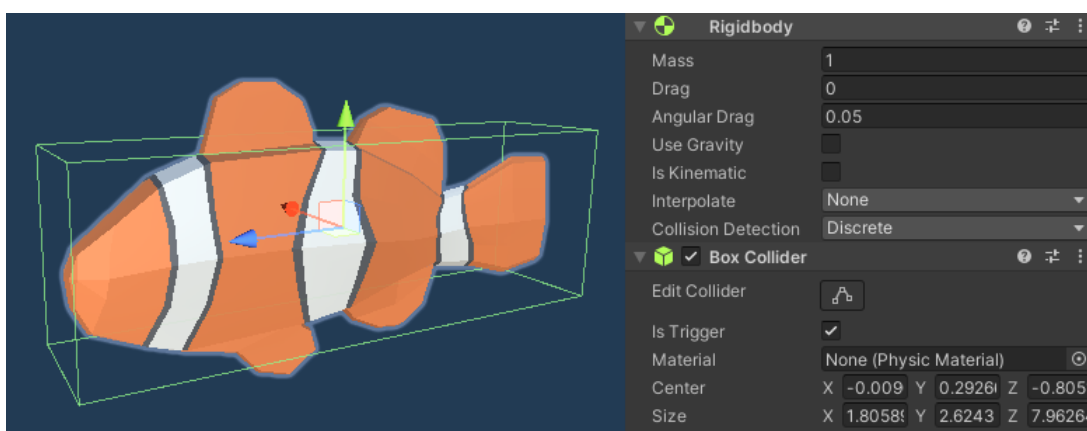 Rigidbody
Mass 1
Drag 0
Angular Drag 0.05
Use Gravity
Is Kinematic
Interpolate None
Collision Detection Discrete
Box Collider
Edit Collider
Is Trigger
Material None (Physic Material)
Center X -0.009 Y 0.2926 Z -0.805
Size X 1.8058 Y 2.6243 Z 7.9626